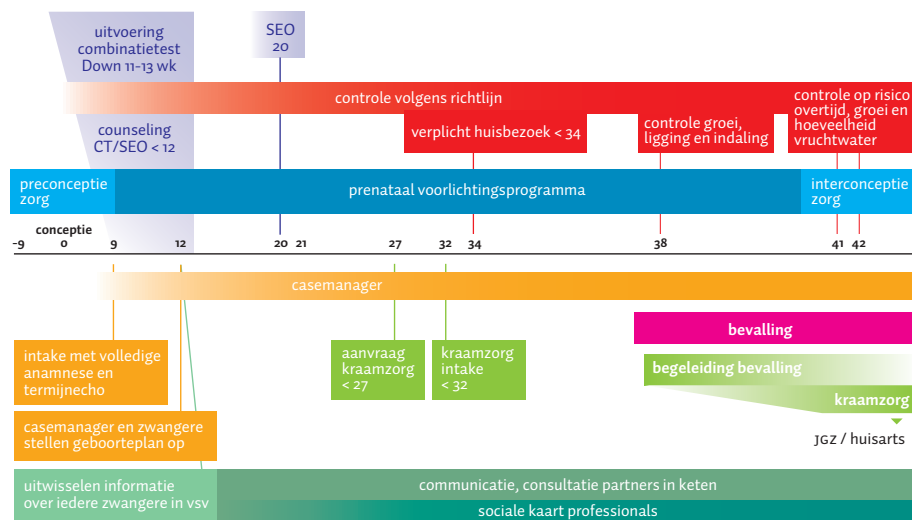 uitvoering
combinatietest
Down 11-13 wk
SEO
20
controle volgens richtlijn
controle op risico
overtijd, groei en
hoeveelheid
vruchtwater
counseling
CT/SEO < 12
verplicht huisbezoek < 34
controle groei,
ligging en indaling
preconceptie
zorg
prenataal voorlichtingsprogramma
interconceptie
zorg
conceptie
-9 0 9 12 20 21 27 32 34 38 41 42
casemanager
bevalling
intake met volledige
anamnese en
termijnecho
aanvraag
kraamzorg
< 27
kraamzorg
intake
< 32
begeleiding bevalling
kraamzorg
casemanager en zwangere
stellen geboorteplan op
JGZ / huisarts
uitwisselen informatie
over iedere zwangere in vsv
communicatie, consultatie partners in keten
sociale kaart professionals